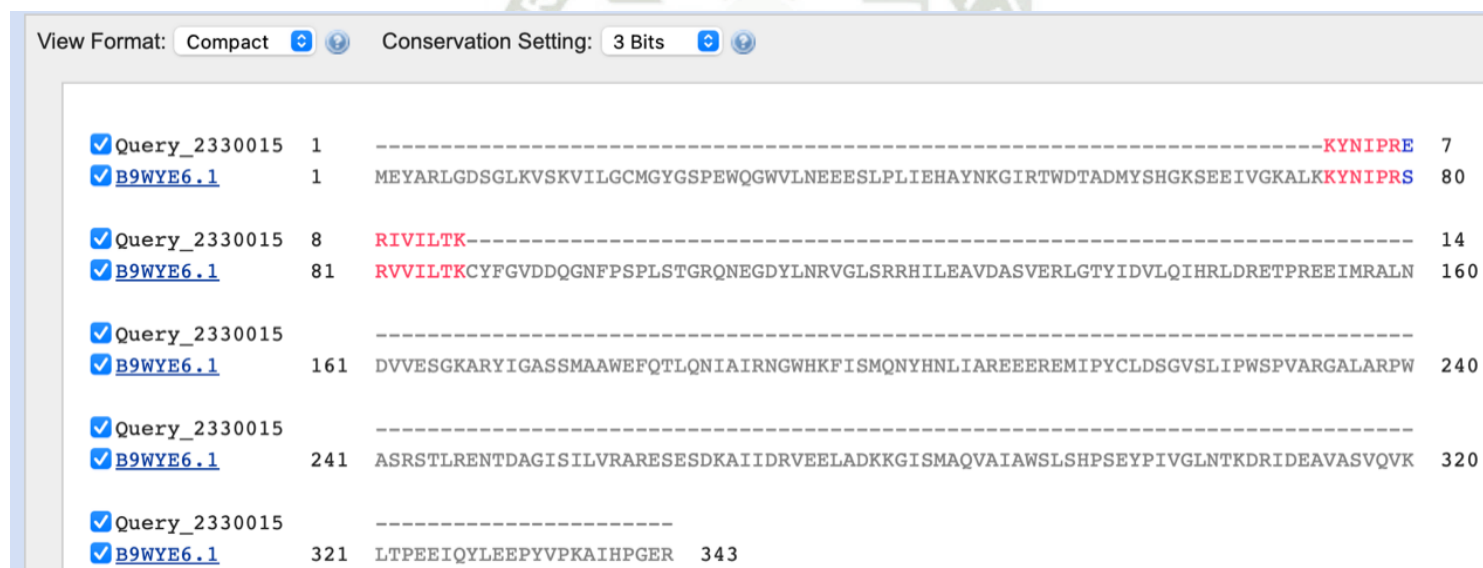 View Format: Compact Conservation Setting: 3 Bits
Query_2330015 1 -------------------------------------------------------------------------KYNIPRE 7
B9WYE6.1 1 MEYARLGDSGLKVSKVILGCMGYGSPEWQGWVLNEEESLPLIEHAYNKGIRTWDTADMYSHGKSEEIVGKALKKYNIPRS 80
Query_2330015 8 RIVILTK------------------------------------------------------------------------- 14
B9WYE6.1 81 RVVILTKCYFGVDDQGNFPSPLSTGRQNEGDYLNRVGLSRRHILEAVDASVERLGTYIDVLQIHRLDRETPREEIMRALN 160
Query_2330015 --------------------------------------------------------------------------------
B9WYE6.1 161 DVVESGKARYIGASSMAAWEFQTLQNIAIRNGWHKFISMQNYHNLIAREEEREMIPYCLDSGVSLIPWSPVARGALARPW 240
Query_2330015 --------------------------------------------------------------------------------
B9WYE6.1 241 ASRSTLRENTDAGISILVRARESESDKAIIDRVEELADKKGISMAQVAIAWSLSHPSEYPIVGLNTKDRIDEAVASVQVK 320
Query_2330015 -----------------------
B9WYE6.1 321 LTPEEIQYLEEPYVPKAIHPGER 343